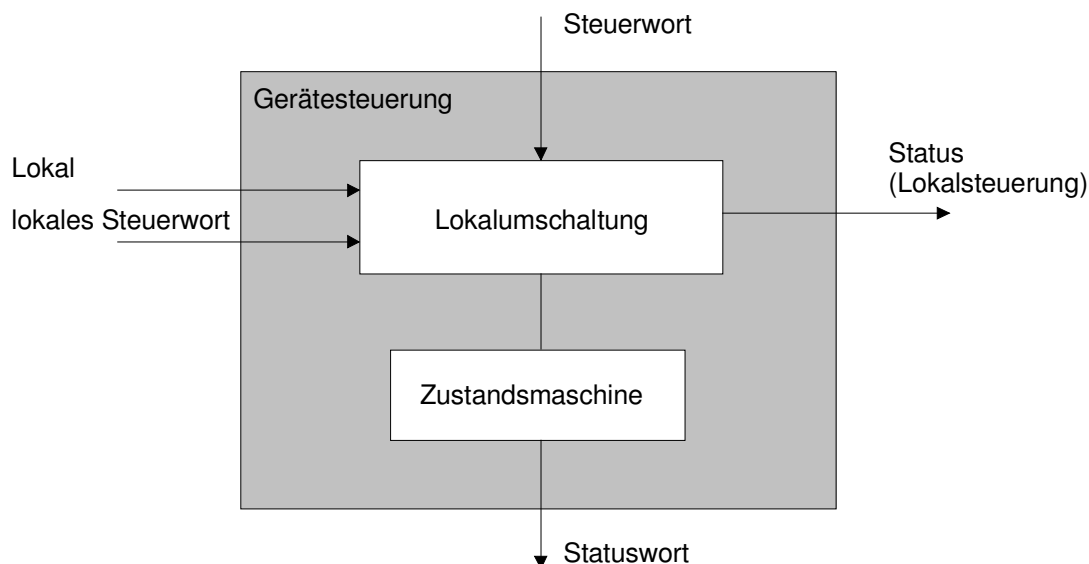 Steuerwort
Gerätesteuerung
Lokal
lokales Steuerwort
Lokalumschaltung
Status
(Lokalsteuerung)
Zustandsmaschine
Statuswort